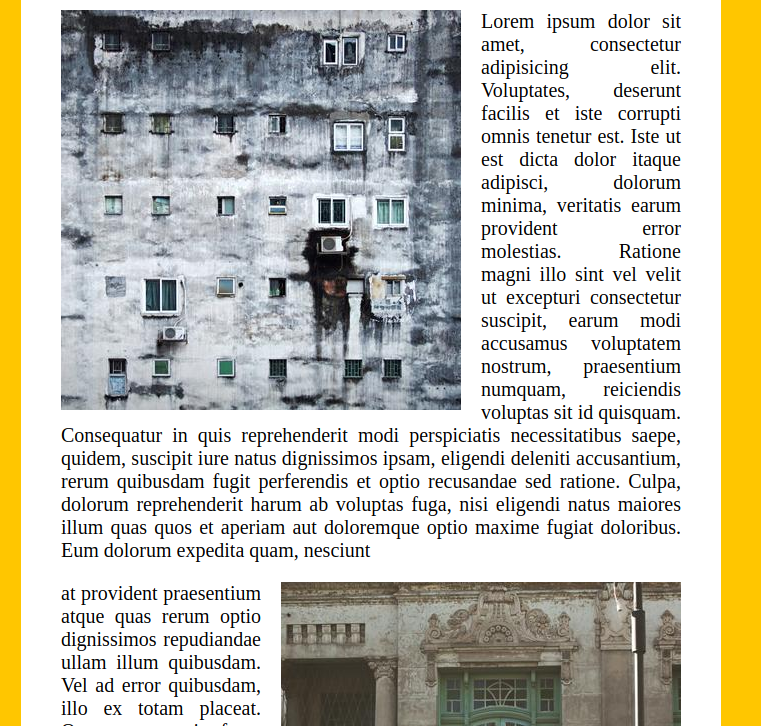 Lorem ipsum dolor sit
amet, consectetur
adipisicing elit.
Voluptates, deserunt
facilis et iste corrupti
omnis tenetur est. Iste ut
est dicta dolor itaque
adipisci, dolorum
minima, veritatis earum
provident error
molestias. Ratione
magni illo sint vel velit
ut excepturi consectetur
suscipit, earum modi
accusamus voluptatem
nostrum, praesentium
numquam, reiciendis
voluptas sit id quisquam.
Consequatur in quis reprehenderit modi perspiciatis necessitatibus saepe,
quidem, suscipit iure natus dignissimos ipsam, eligendi deleniti accusantium,
rerum quibusdam fugit perferendis et optio recusandae sed ratione. Culpa,
dolorum reprehenderit harum ab voluptas fuga, nisi eligendi natus maiores
illum quas quos et aperiam aut doloremque optio maxime fugiat doloribus.
Eum dolorum expedita quam, nesciunt
at provident praesentium
atque quas rerum optio
dignissimos repudiandae
ullam illum quibusdam.
Vel ad error quibusdam,
illo ex totam placeat.